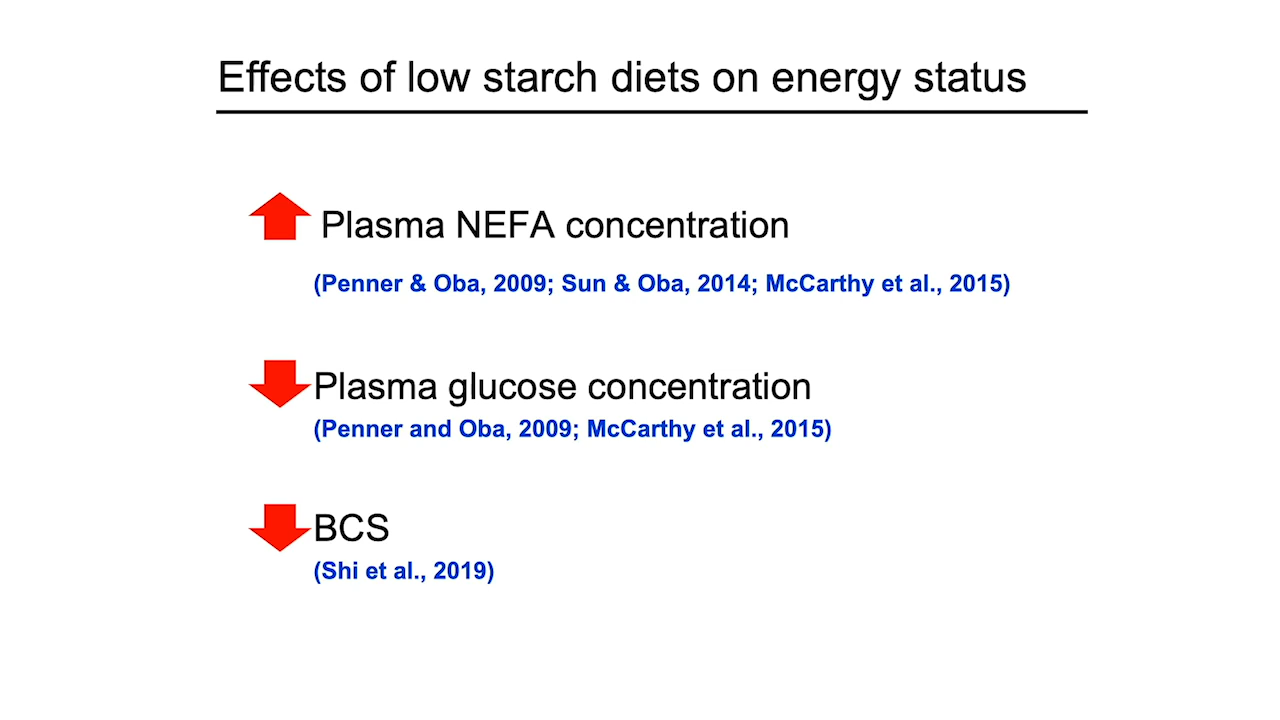 Effects of low starch diets on energy status
Plasma NEFA concentration
(Penner & Oba, 2009; Sun & Oba, 2014; McCarthy et al., 2015)
Plasma glucose concentration
(Penner and Oba, 2009; McCarthy et al., 2015)
BCS
(Shi et al., 2019)